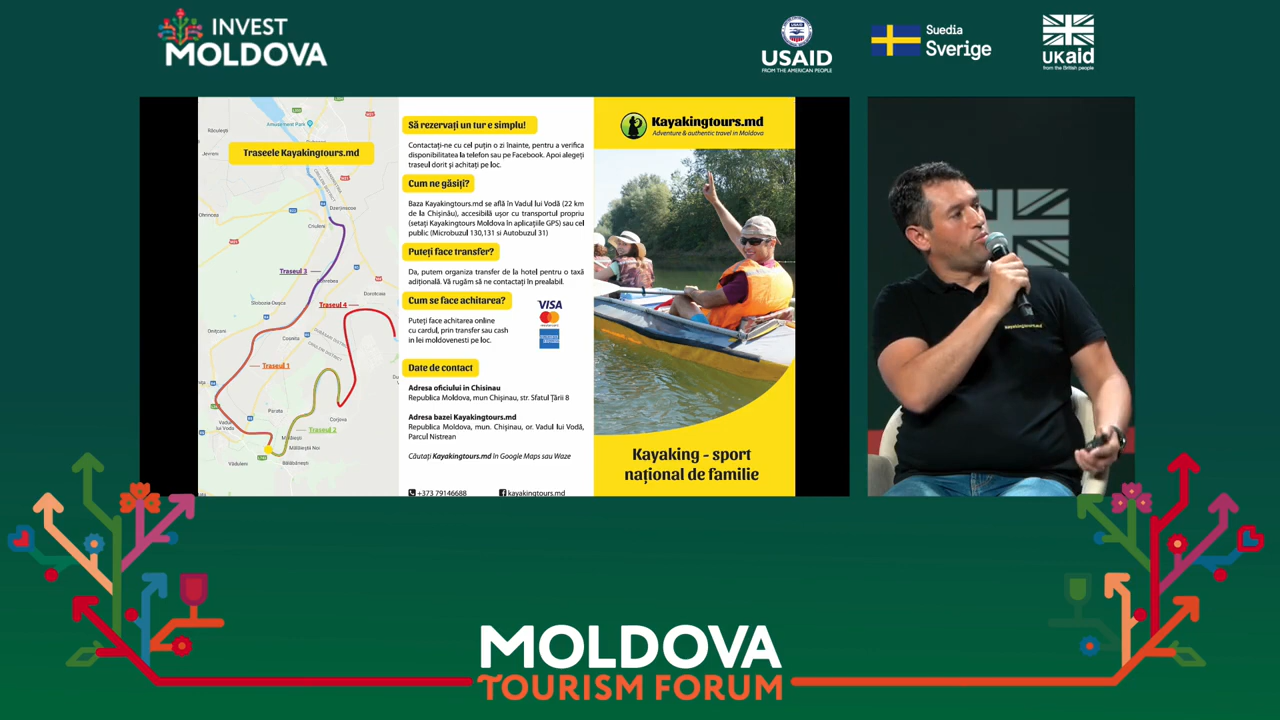 INVEST
MOLDOVA
USAID
FROM THE AMERICAN PEOPLE
Suedia
Sverige
UKaid
from the British people
Traseele Kayakingtours.md
Traseul 3
Traseul 4
Traseul 1
Traseul 2
Să rezervați un tur e simplu!
Contactați-ne cu cel puțin o zi înainte, pentru a verifica
disponibilitatea la telefon sau pe Facebook. Apoi alegeți
traseul dorit și achitați pe loc.
Cum ne găsiți?
Baza Kayakingtours.md se află în Vadul lui Vodă (22 km
de la Chișinău), accesibilă ușor cu transportul propriu
(setați Kayakingtours Moldova în aplicațiile GPS) sau cel
public (Microbuzul 130,131 si Autobuzul 31)
Puteți face transfer?
Da, putem organiza transfer de la hotel pentru o taxă
adițională. Vă rugăm să ne contactați în prealabil.
Cum se face achitarea?
Puteți face achitarea online
cu cardul, prin transfer sau cash
in lei moldovenesti pe loc.
VISA
Date de contact
Adresa oficiului in Chisinau
Republica Moldova, mun Chișinau, str. Sfatul Țării 8
Adresa bazei Kayakingtours.md
Republica Moldova, mun. Chișinau, or. Vadul lui Vodă,
Parcul Nistrean
Căutați Kayakingtours.md în Google Maps sau Waze
+373 79146688
kayakingtours.md
Kayakingtours.md
Adventure & authentic travel in Moldova
Kayaking - sport
național de familie
Kayakingtours.md
MOLDOVA
TOURISM FORUM